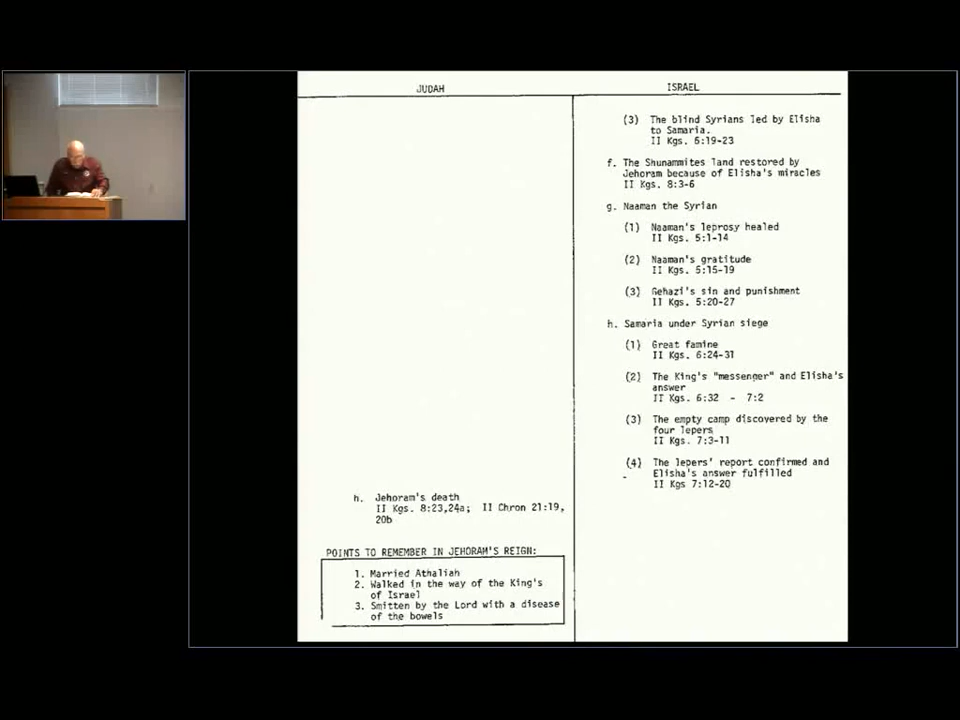 JUDAH
ISRAEL
(3) The blind Syrians led by Elisha
to Samaria.
II Kgs. 6:19-23
f. The Shunammites land restored by
Jehoram because of Elisha's miracles
II Kgs. 8:3-6
g. Naaman the Syrian
(1) Naaman's leprosy healed
II Kgs. 5:1-14
(2) Naaman's gratitude
II Kgs. 5:15-19
(3) Gehazi's sin and punishment
II Kgs. 5:20-27
h. Samaria under Syrian siege
(1) Great famine
II Kgs. 6:24-31
(2) The King's "messenger" and Elisha's
answer
II Kgs. 6:32 - 7:2
(3) The empty camp discovered by the
four lepers
II Kgs. 7:3-11
(4) The lepers' report confirmed and
Elisha's answer fulfilled
II Kgs 7:12-20
h. Jehoram's death
II Kgs. 8:23,24a; II Chron 21:19,
20b
POINTS TO REMEMBER IN JEHORAM'S REIGN:
1. Married Athaliah
2. Walked in the way of the King's
of Israel
3. Smitten by the Lord with a disease
of the bowels